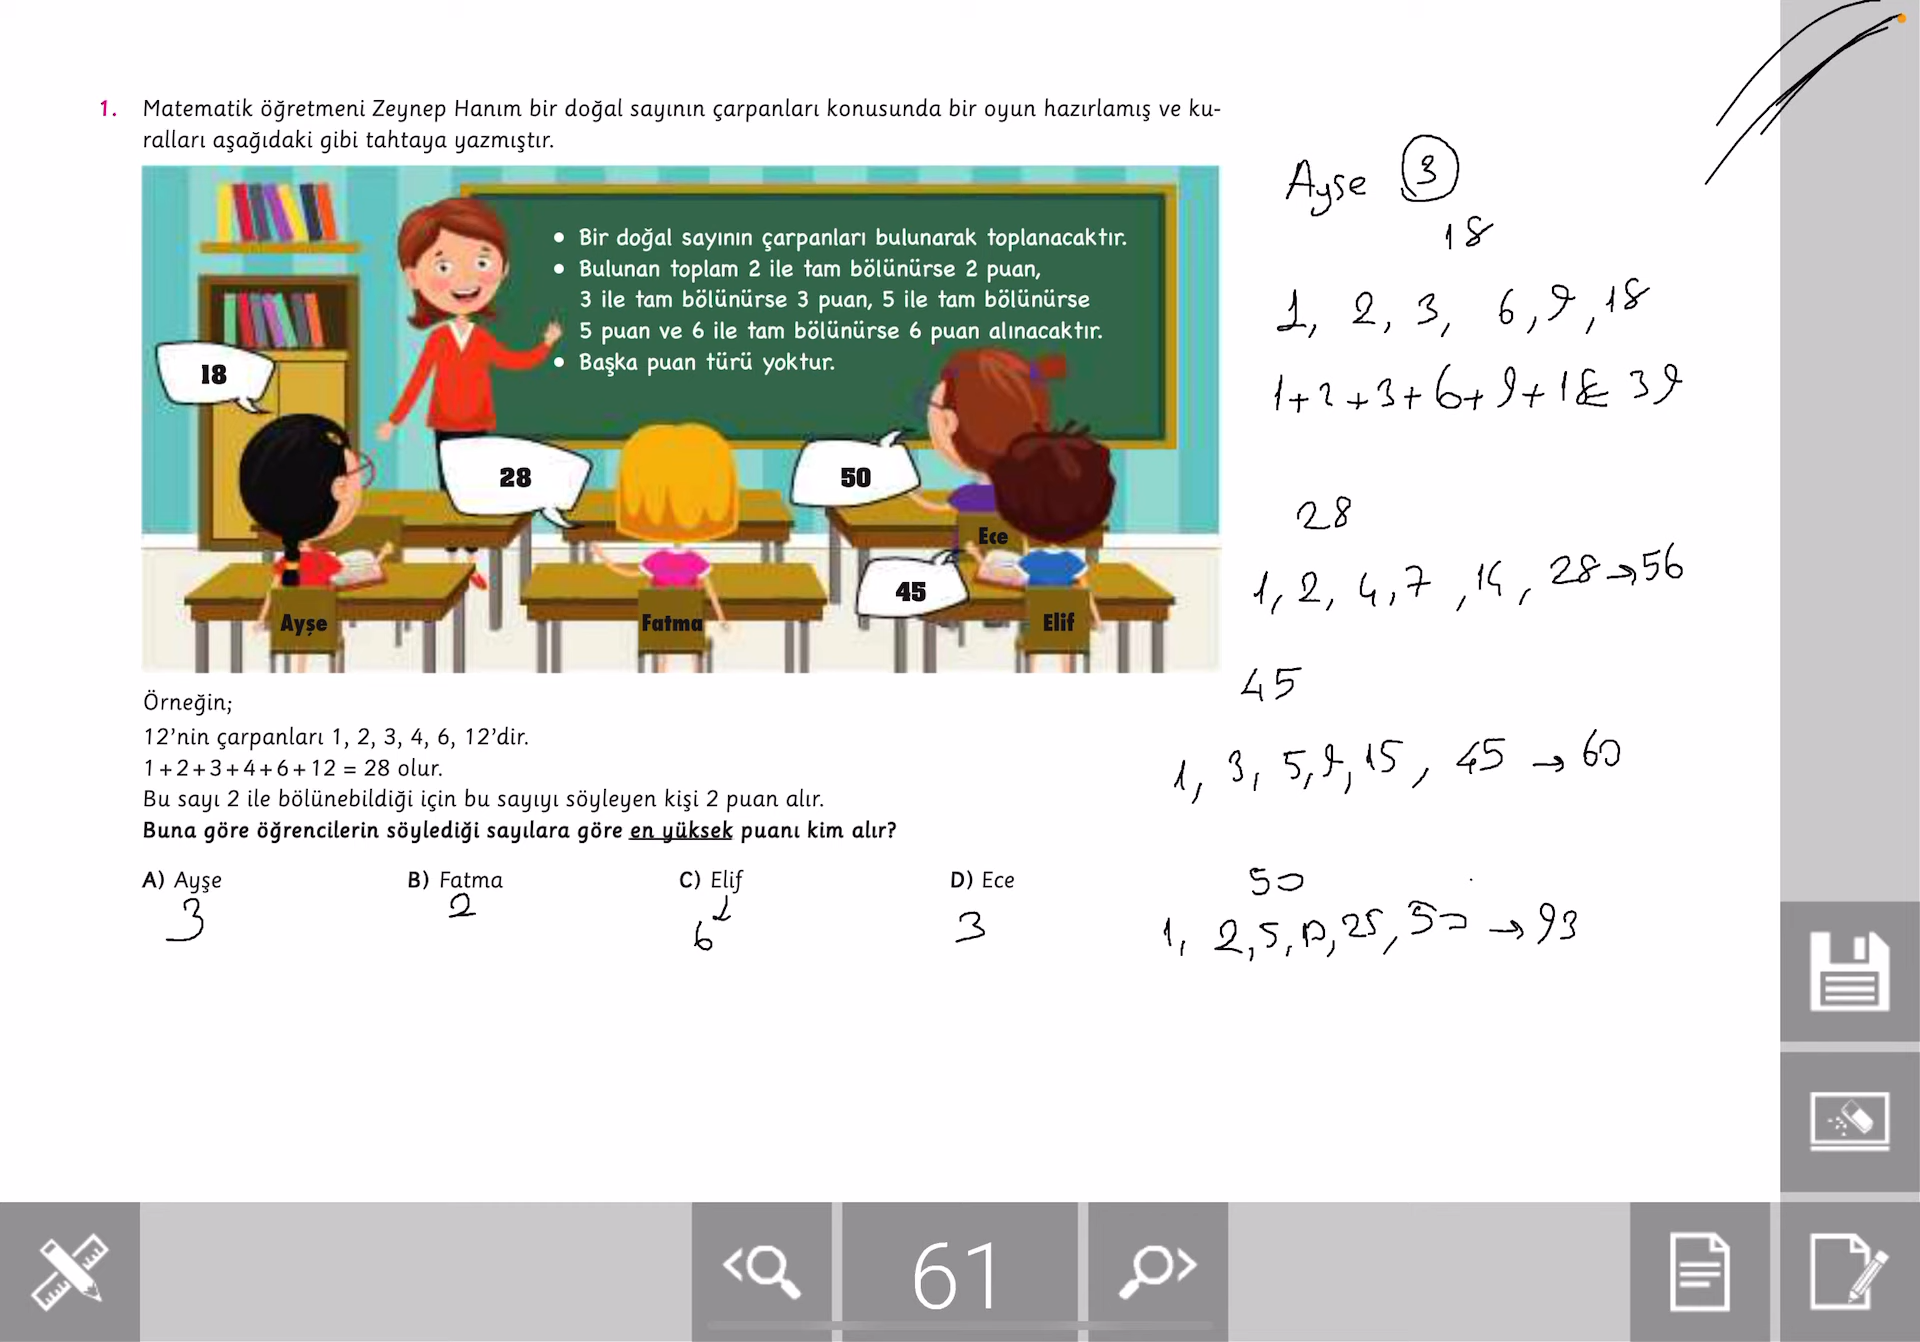 1. Matematik öğretmeni Zeynep Hanım bir doğal sayının çarpanları konusunda bir oyun hazırlamış ve ku-
ralları aşağıdaki gibi tahtaya yazmıştır.
• Bir doğal sayının çarpanları bulunarak toplanacaktır.
• Bulunan toplam 2 ile tam bölünürse 2 puan,
3 ile tam bölünürse 3 puan, 5 ile tam bölünürse
5 puan ve 6 ile tam bölünürse 6 puan alınacaktır.
• Başka puan türü yoktur.
18
28
50
45
Ece
Ayşe
Fatma
Elif
Örneğin;
12'nin çarpanları 1, 2, 3, 4, 6, 12'dir.
1+2+3+4+6+12 = 28 olur.
Bu sayı 2 ile bölünebildiği için bu sayıyı söyleyen kişi 2 puan alır.
Buna göre öğrencilerin söylediği sayılara göre en yüksek puanı kim alır?
A) Ayşe B) Fatma C) Elif D) Ece
3 2 6 3
Ayşe 3
18
1, 2, 3, 6, 9, 18
1+2+3+6+9+18= 39
28
1, 2, 4, 7, 14, 28 → 56
45
1, 3, 5, 9, 15, 45 → 60
50
1, 2, 5, 10, 25, 50 → 93
61